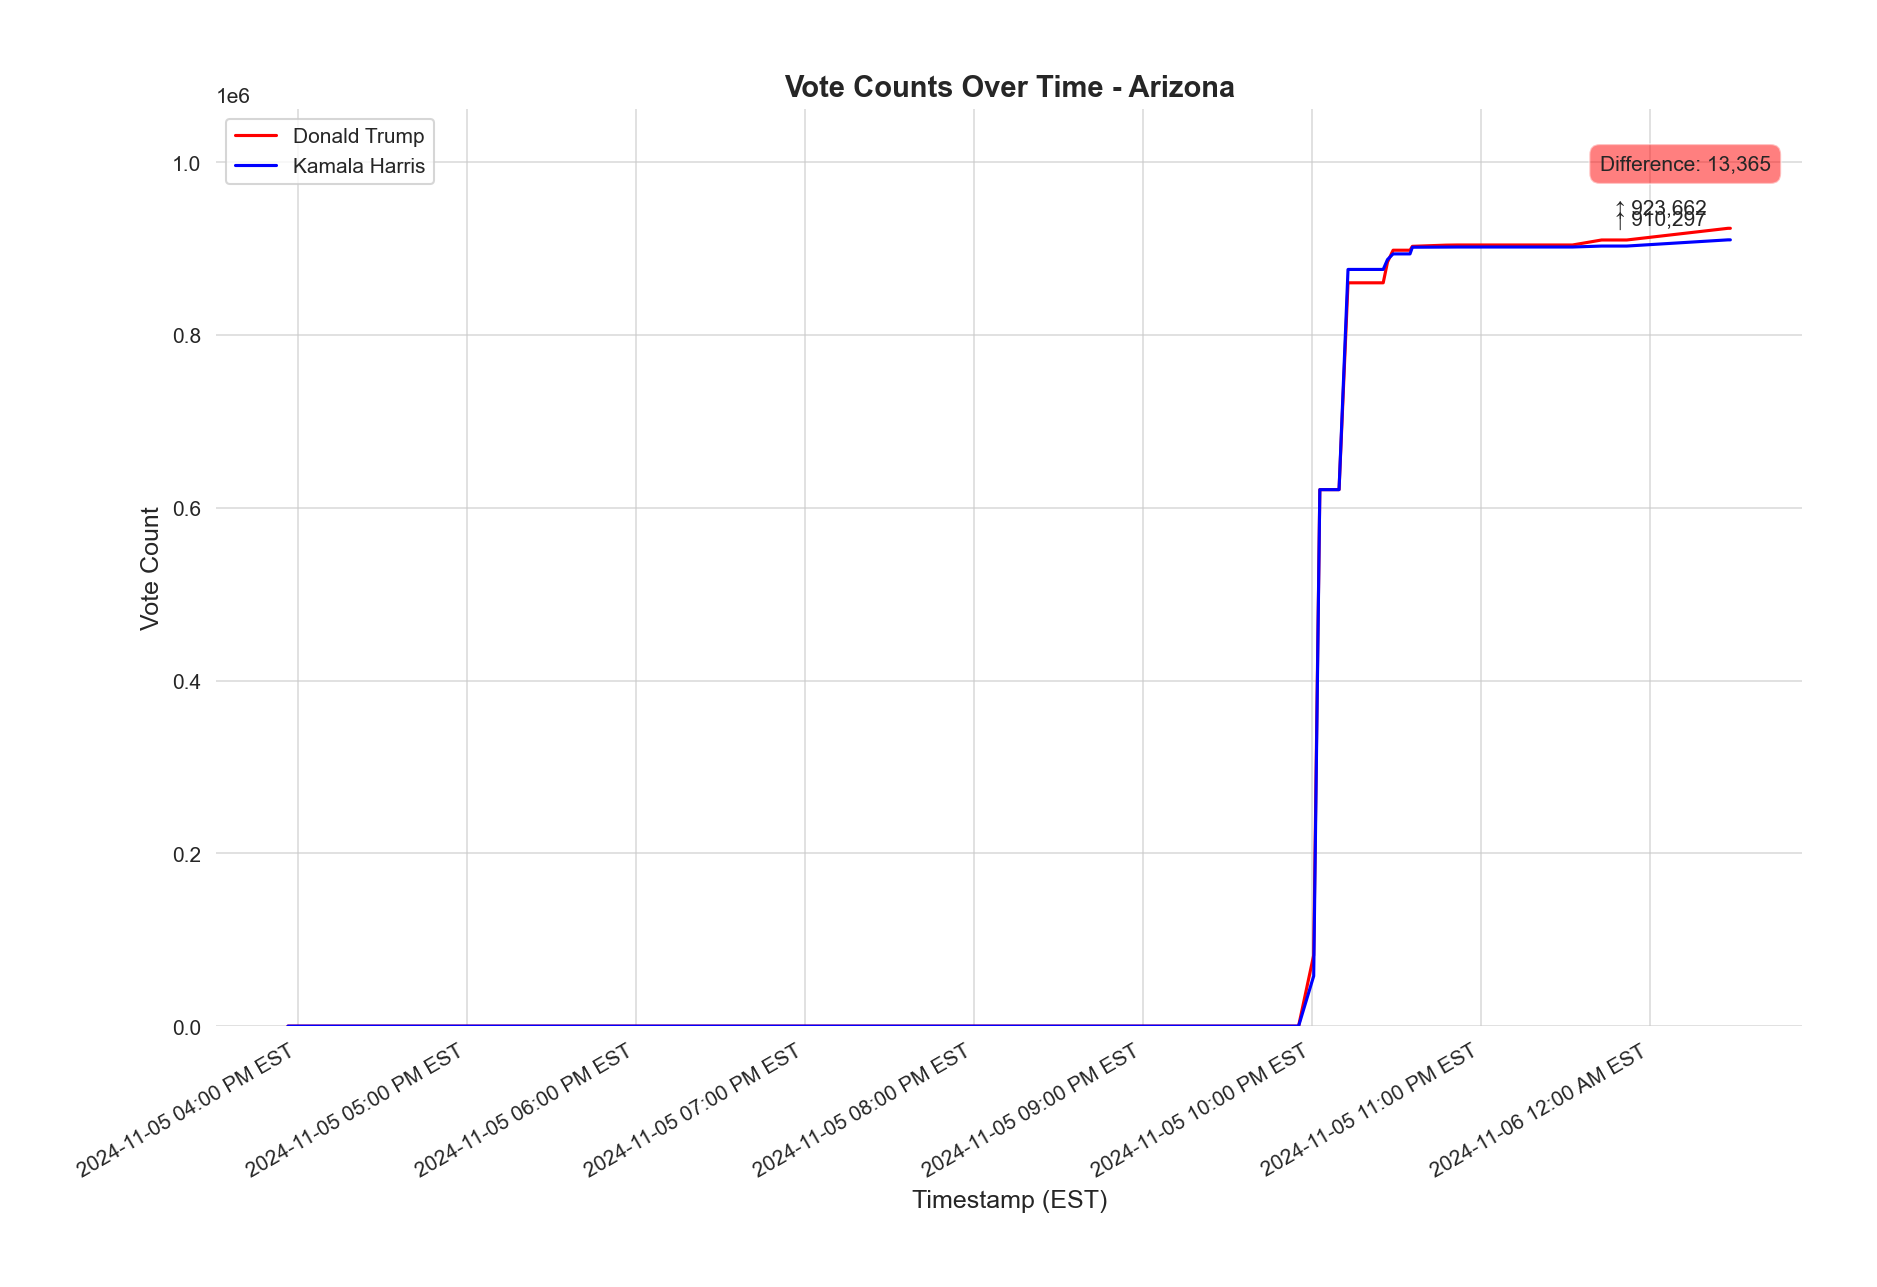 Vote Counts Over Time - Arizona
1e6
Donald Trump
Kamala Harris
Difference: 13,365
↑ 923,662
↑ 910,297
1.0
0.8
0.6
0.4
0.2
0.0
Vote Count
2024-11-05 04:00 PM EST
2024-11-05 05:00 PM EST
2024-11-05 06:00 PM EST
2024-11-05 07:00 PM EST
2024-11-05 08:00 PM EST
2024-11-05 09:00 PM EST
2024-11-05 10:00 PM EST
2024-11-05 11:00 PM EST
2024-11-06 12:00 AM EST
Timestamp (EST)